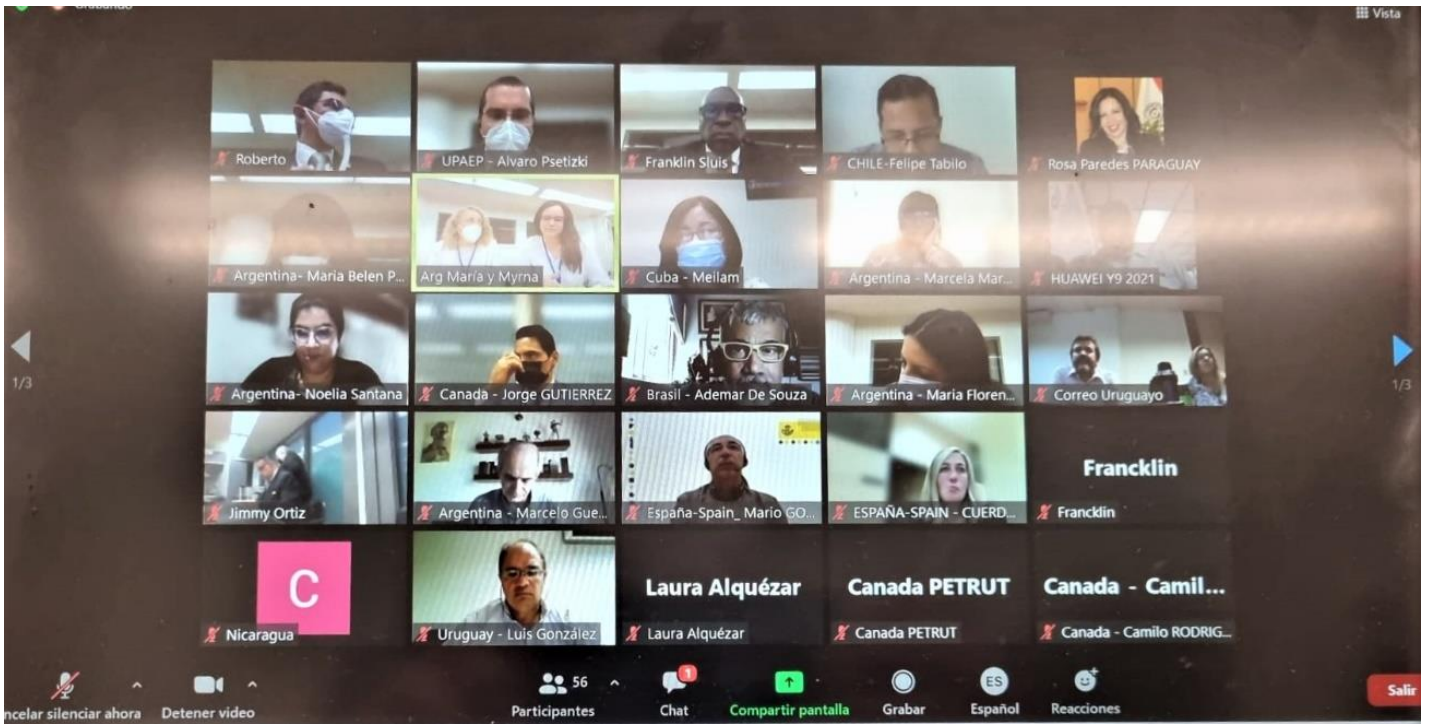 Grabando
Vista
Roberto
UPAEP - Alvaro Psetizki
Franklin Sluis
CHILE-Felipe Tabilo
Rosa Paredes PARAGUAY
Argentina- Maria Belen P...
Arg María y Myrna
Cuba - Meilam
Argentina - Marcela Mar...
HUAWEI Y9 2021
Argentina- Noelia Santana
Canada - Jorge GUTIERREZ
Brasil - Ademar De Souza
Argentina - Maria Floren...
Correo Uruguayo
1/3
1/3
Jimmy Ortiz
Argentina - Marcelo Gue...
España-Spain_ Mario GO...
ESPAÑA-SPAIN - CUERD...
Francklin
Francklin
C
Nicaragua
Uruguay - Luis González
Laura Alquézar
Laura Alquézar
Canada PETRUT
Canada PETRUT
Canada - Camil...
Canada - Camilo RODRIG...
ncelar silenciar ahora
Detener video
56
Participantes
1
Chat
Compartir pantalla
Grabar
ES
Español
Reacciones
Salir